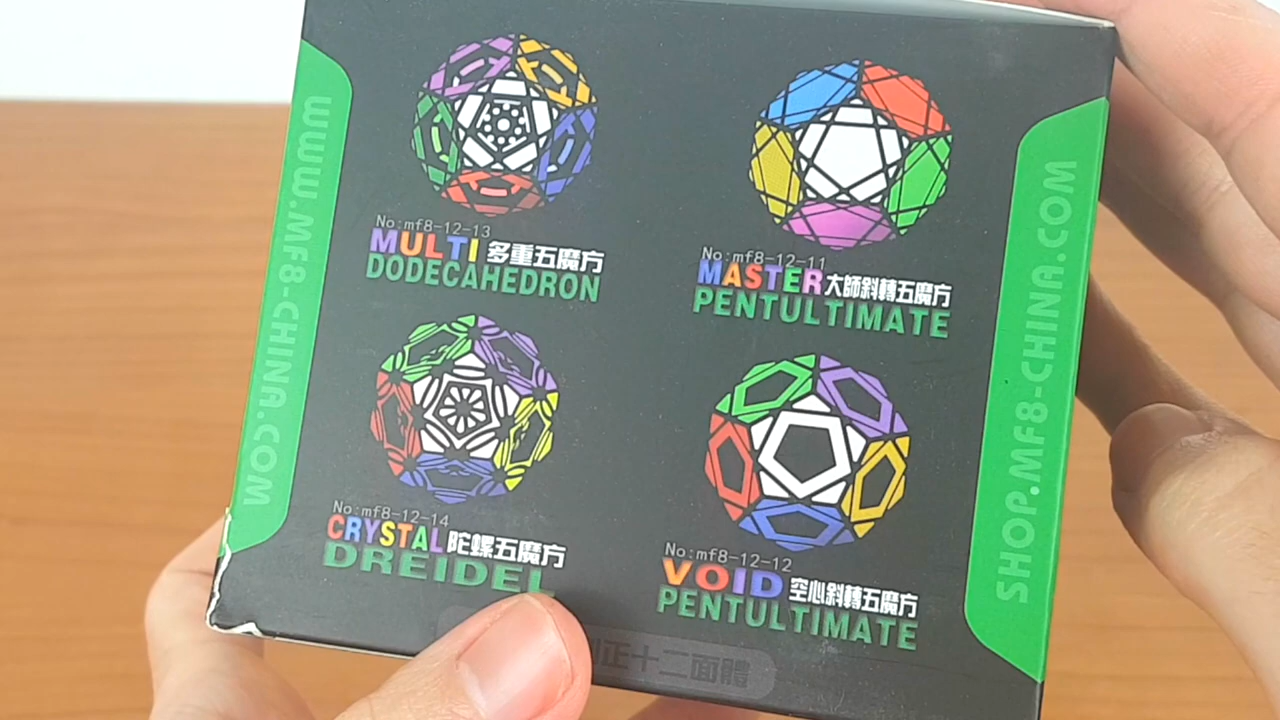 WWW.MF8-CHINA.COM
No:mf8-12-13
MULTI 多重五魔方
DODECAHEDRON
No:mf8-12-11
MASTER 大師斜轉五魔方
PENTULTIMATE
No:mf8-12-14
CRYSTAL 陀螺五魔方
DREIDEL
No:mf8-12-12
VOID 空心斜轉五魔方
PENTULTIMATE
正十二面體
SHOP.MF8-CHINA.COM